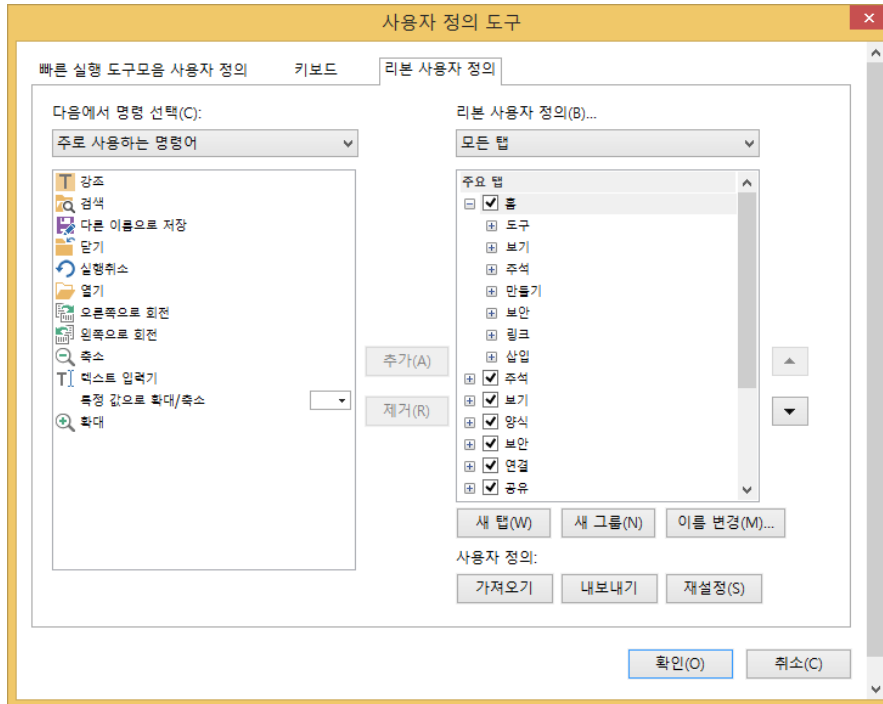 사용자 정의 도구
빠른 실행 도구모음 사용자 정의
키보드
리본 사용자 정의
다음에서 명령 선택(C):
주로 사용하는 명령어
강조
검색
다른 이름으로 저장
닫기
실행취소
열기
오른쪽으로 회전
왼쪽으로 회전
축소
텍스트 입력기
특정 값으로 확대/축소
확대
추가(A)
제거(R)
리본 사용자 정의(B)...
모든 탭
주요 탭
홈
도구
보기
주석
만들기
보안
링크
삽입
주석
보기
양식
보안
연결
공유
새 탭(W)
새 그룹(N)
이름 변경(M)...
사용자 정의:
가져오기
내보내기
재설정(S)
확인(O)
취소(C)